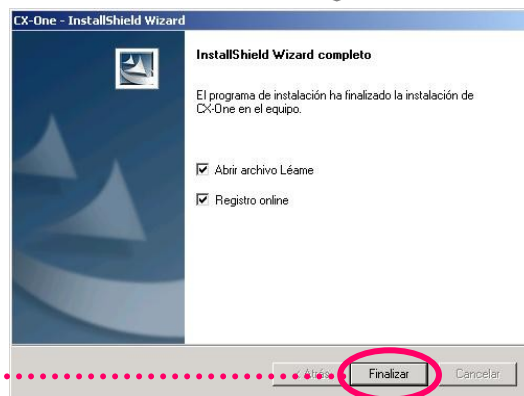 CX-One - InstallShield Wizard
InstallShield Wizard completo
El programa de instalación ha finalizado la instalación de
CX-One en el equipo.
Abrir archivo Léame
Registro online
< Atrás
Finalizar
Cancelar